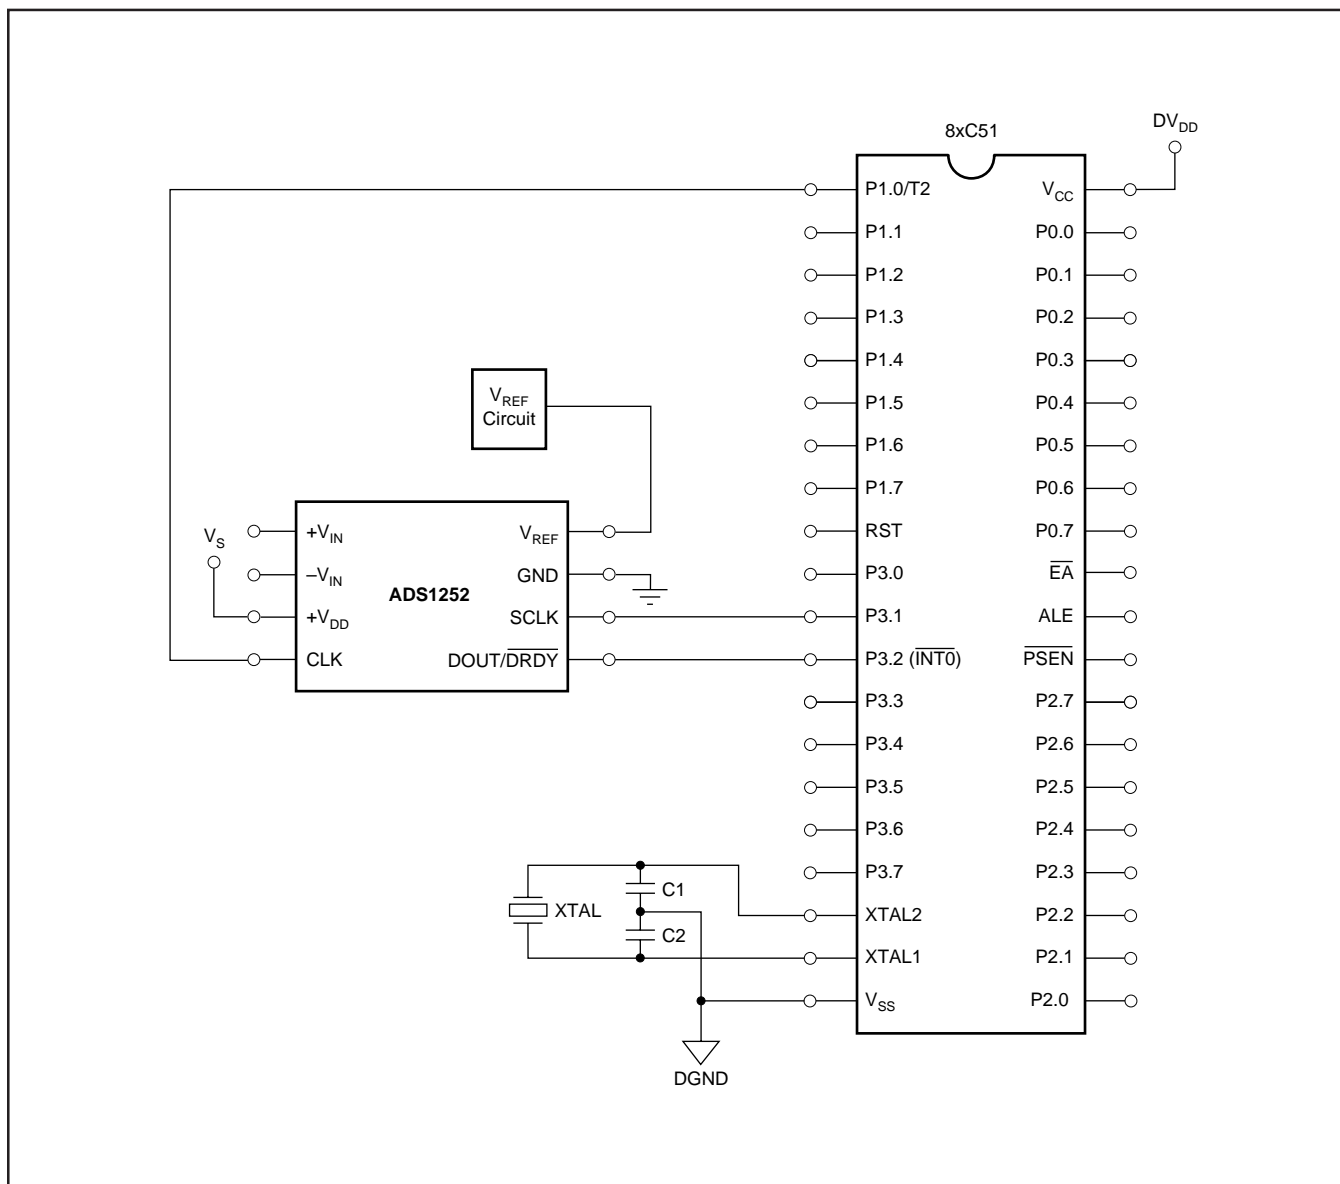 8xC51
DV_DD
P1.0/T2
P1.1
P1.2
P1.3
P1.4
P1.5
P1.6
P1.7
RST
P3.0
P3.1
P3.2 (I̅N̅T̅0̅)
P3.3
P3.4
P3.5
P3.6
P3.7
XTAL2
XTAL1
V_SS
V_CC
P0.0
P0.1
P0.2
P0.3
P0.4
P0.5
P0.6
P0.7
E̅A̅
ALE
P̅S̅E̅N̅
P2.7
P2.6
P2.5
P2.4
P2.3
P2.2
P2.1
P2.0
V_REF
Circuit
V_S
+V_IN
–V_IN
+V_DD
CLK
ADS1252
V_REF
GND
SCLK
DOUT/D̅R̅D̅Y̅
XTAL
C1
C2
DGND